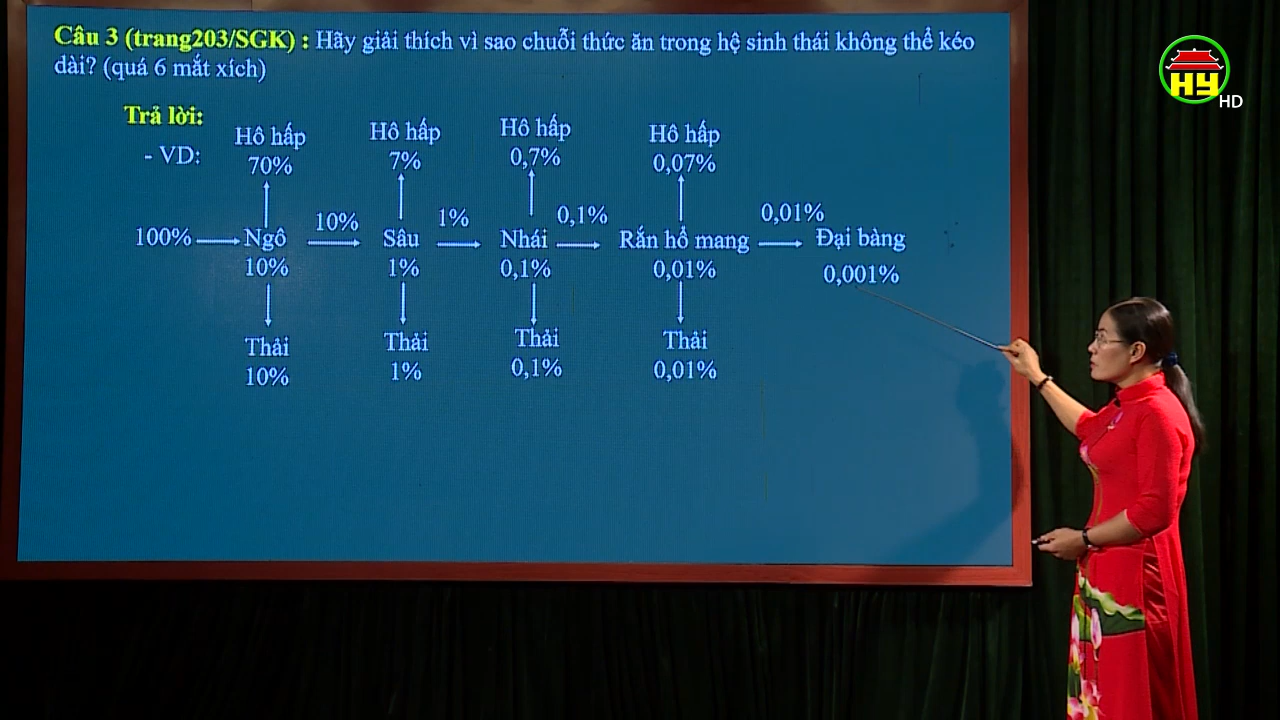 Câu 3 (trang203/SGK) : Hãy giải thích vì sao chuỗi thức ăn trong hệ sinh thái không thể kéo
dài? (quá 6 mắt xích)
Trả lời:
- VD:
Hô hấp Hô hấp Hô hấp Hô hấp
70% 7% 0,7% 0,07%
10% 1% 0,1% 0,01%
100% Ngô Sâu Nhái Rắn hổ mang Đại bàng
10% 1% 0,1% 0,01% 0,001%
Thải Thải Thải Thải
10% 1% 0,1% 0,01%
HY
HD